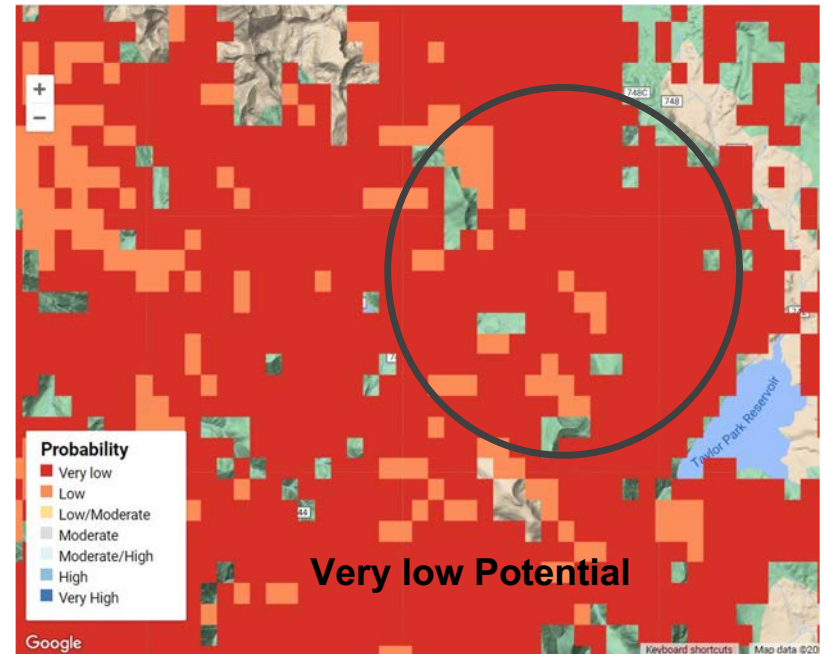 748C
748
+
−
Taylor Park Reservoir
Probability
Very low
Low
Low/Moderate
Moderate
Moderate/High
High
Very High
44
Very low Potential
Google
Keyboard shortcuts
Map data